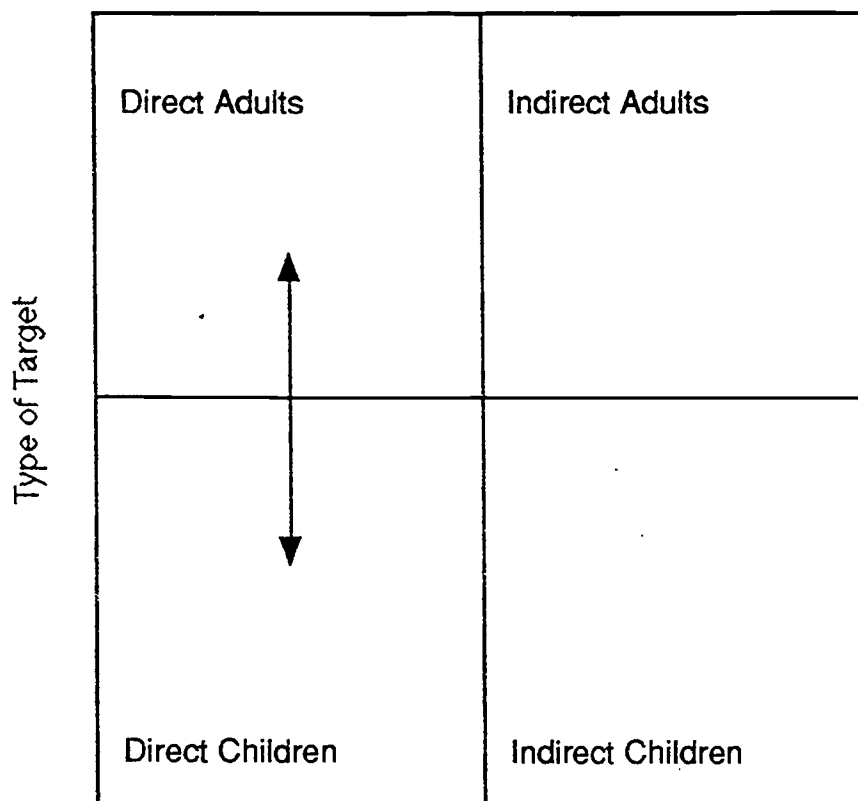 Direct Adults
Indirect Adults
Type of Target
Direct Children
Indirect Children